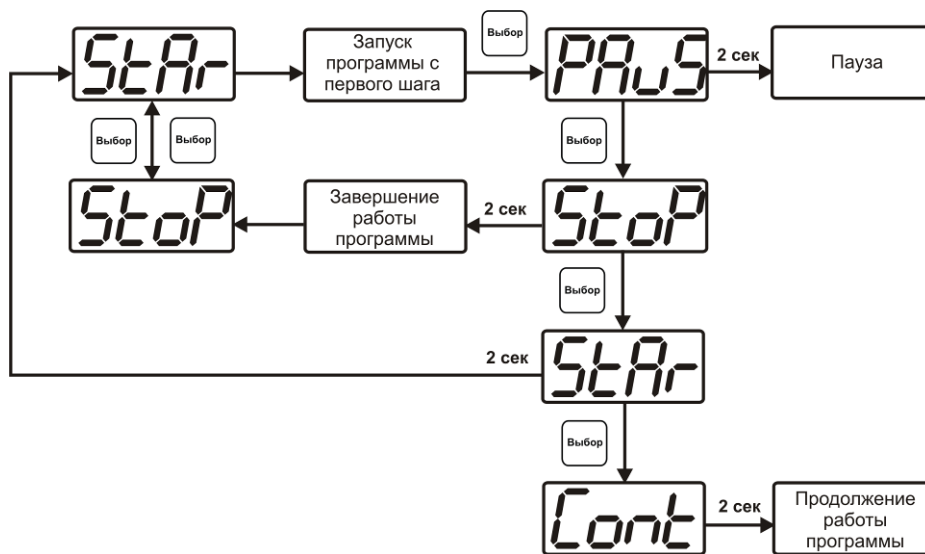 StAr
Запуск
программы с
первого шага
Выбор
PAuS
2 сек
Пауза
Выбор
Выбор
Выбор
StoP
Завершение
работы
программы
2 сек
StoP
Выбор
2 сек
StAr
Выбор
Cont
2 сек
Продолжение
работы
программы